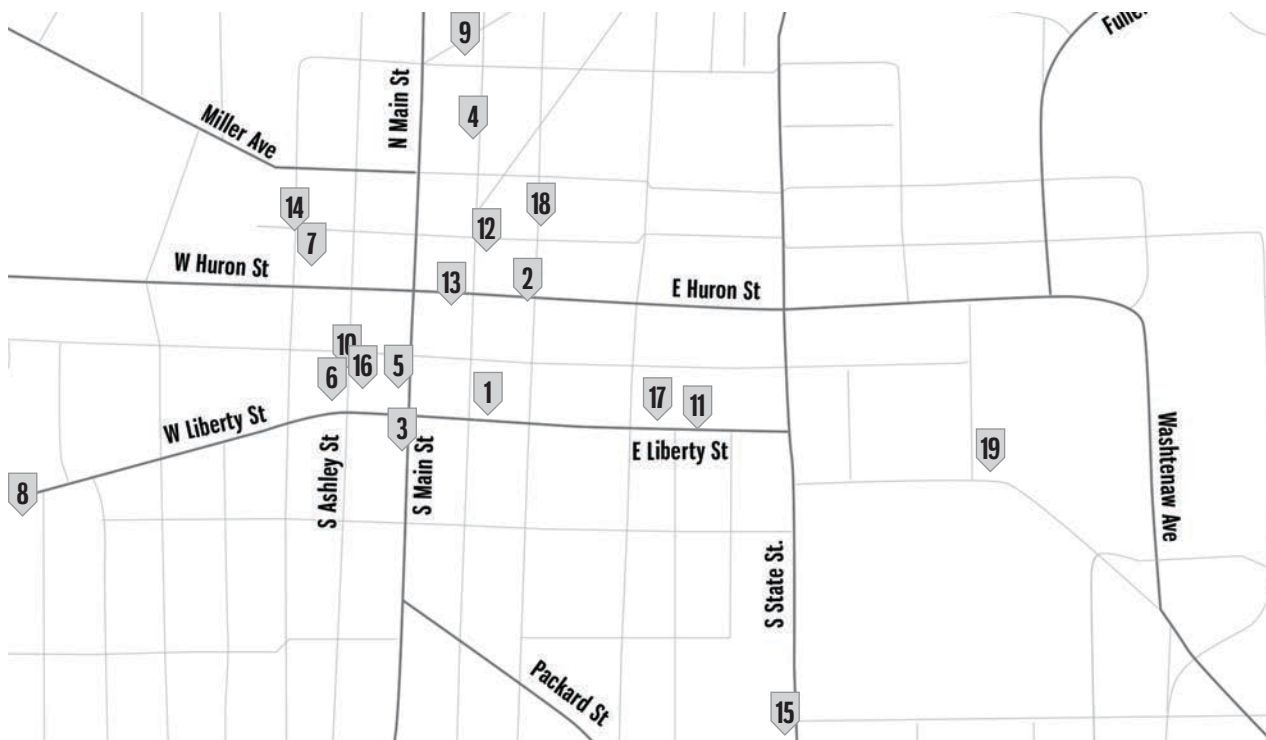 9
Fuller
N Main St
4
Miller Ave
14
18
12
7
W Huron St
13
2
E Huron St
10
16
5
6
1
17
11
W Liberty St
3
E Liberty St
19
8
S Ashley St
S Main St
Washtenaw Ave
S State St.
Packard St
15